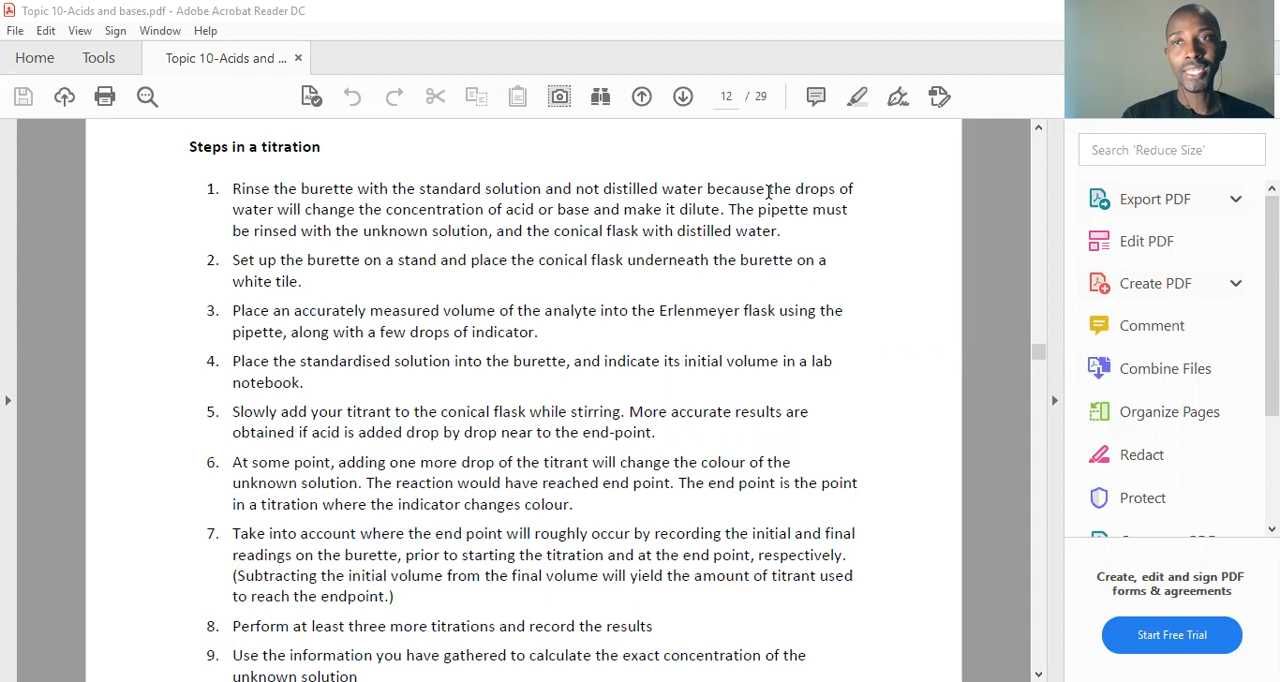 Topic 10-Acids and bases.pdf - Adobe Acrobat Reader DC
File Edit View Sign Window Help
Home Tools Topic 10-Acids and ... ×
12 / 29
Steps in a titration
1. Rinse the burette with the standard solution and not distilled water because the drops of
water will change the concentration of acid or base and make it dilute. The pipette must
be rinsed with the unknown solution, and the conical flask with distilled water.
2. Set up the burette on a stand and place the conical flask underneath the burette on a
white tile.
3. Place an accurately measured volume of the analyte into the Erlenmeyer flask using the
pipette, along with a few drops of indicator.
4. Place the standardised solution into the burette, and indicate its initial volume in a lab
notebook.
5. Slowly add your titrant to the conical flask while stirring. More accurate results are
obtained if acid is added drop by drop near to the end-point.
6. At some point, adding one more drop of the titrant will change the colour of the
unknown solution. The reaction would have reached end point. The end point is the point
in a titration where the indicator changes colour.
7. Take into account where the end point will roughly occur by recording the initial and final
readings on the burette, prior to starting the titration and at the end point, respectively.
(Subtracting the initial volume from the final volume will yield the amount of titrant used
to reach the endpoint.)
8. Perform at least three more titrations and record the results
9. Use the information you have gathered to calculate the exact concentration of the
unknown solution
Search 'Reduce Size'
Export PDF
Edit PDF
Create PDF
Comment
Combine Files
Organize Pages
Redact
Protect
Create, edit and sign PDF
forms & agreements
Start Free Trial